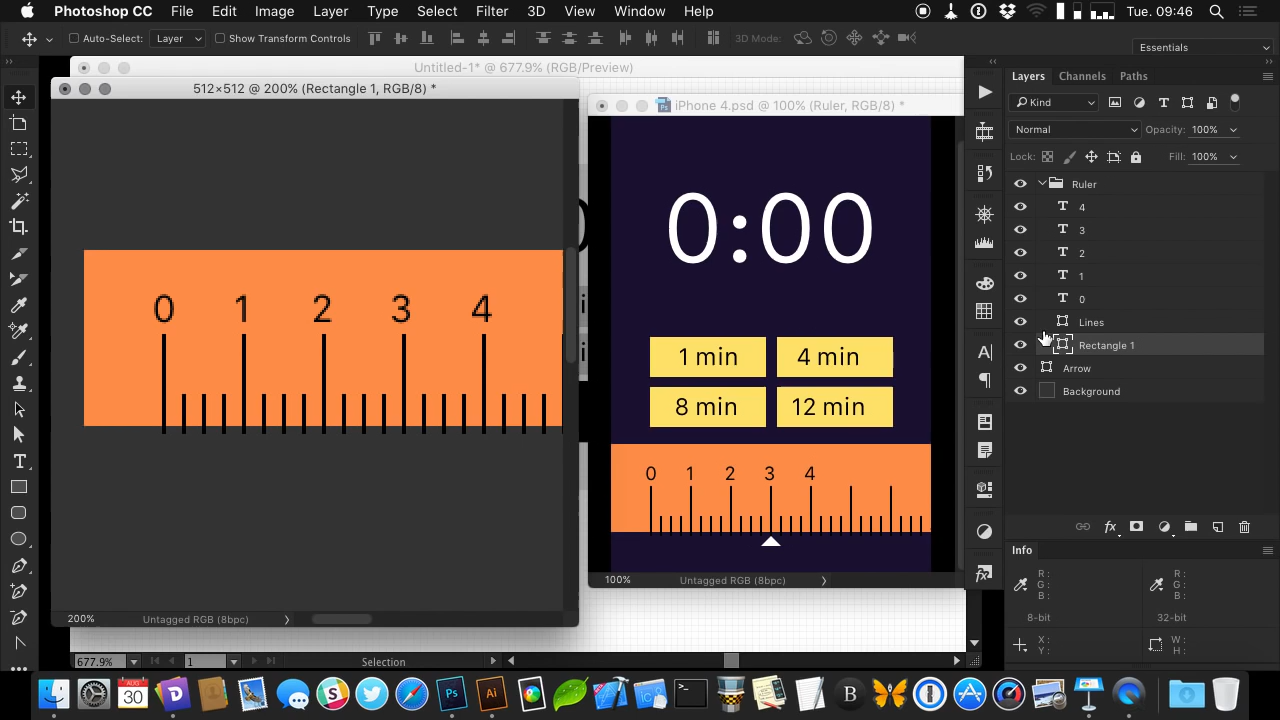 Photoshop CC File Edit Image Layer Type Select Filter 3D View Window Help Tue. 09:46
Auto-Select: Layer Show Transform Controls 3D Mode: Essentials
Untitled-1* @ 677.9% (RGB/Preview)
512×512 @ 200% (Rectangle 1, RGB/8) *
iPhone 4.psd @ 100% (Ruler, RGB/8) *
0 1 2 3 4
200% Untagged RGB (8bpc)
0:00
1 min 4 min
8 min 12 min
0 1 2 3 4
100% Untagged RGB (8bpc)
677.9% 1 Selection
Layers Channels Paths
Kind
Normal Opacity: 100%
Lock: Fill: 100%
Ruler
4
3
2
1
0
Lines
Rectangle 1
Arrow
Background
fx
Info
R:
G:
B:
R:
G:
B:
8-bit 32-bit
X:
Y:
W:
H:
AUG
30
Ps
Ai
B